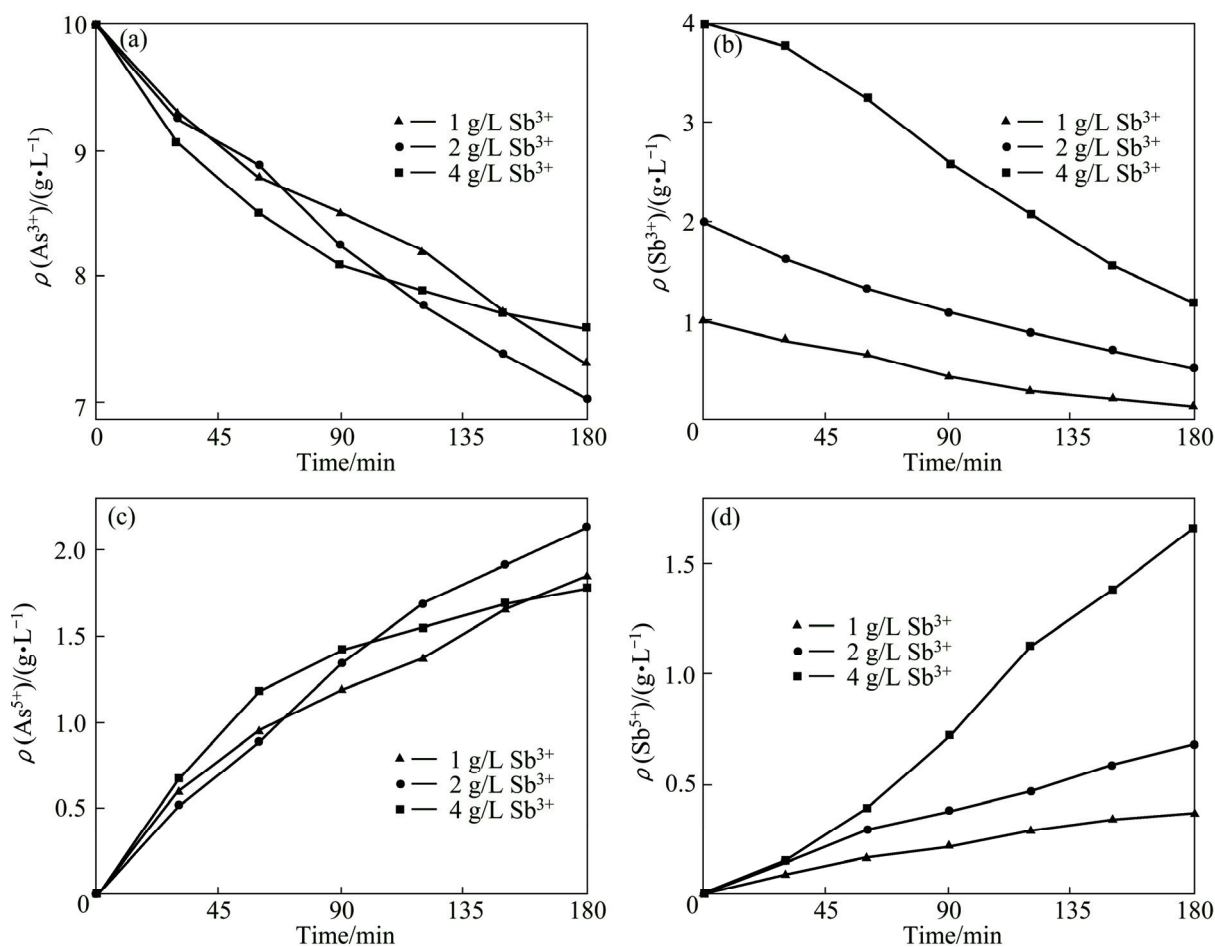 (a)
10
9
8
7
ρ(As³⁺)/(g•L⁻¹)
1 g/L Sb³⁺
2 g/L Sb³⁺
4 g/L Sb³⁺
0 45 90 135 180
Time/min
(b)
4
3
4
2
1
0
ρ(Sb³⁺)/(g•L⁻¹)
1 g/L Sb³⁺
2 g/L Sb³⁺
4 g/L Sb³⁺
45 90 135 180
Time/min
(c)
2.0
1.5
1.0
0.5
0
ρ(As⁵⁺)/(g•L⁻¹)
1 g/L Sb³⁺
2 g/L Sb³⁺
4 g/L Sb³⁺
45 90 135 180
Time/min
(d)
1.5
1.0
0.5
0
ρ(Sb⁵⁺)/(g•L⁻¹)
1 g/L Sb³⁺
2 g/L Sb³⁺
4 g/L Sb³⁺
45 90 135 180
Time/min